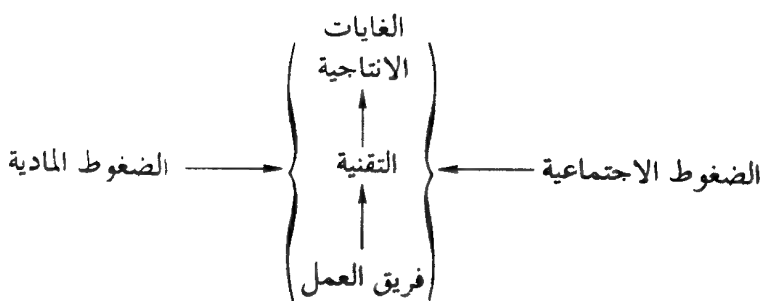 الغايات
الانتاجية
الضغوط الاجتماعية
التقنية
الضغوط المادية
فريق العمل